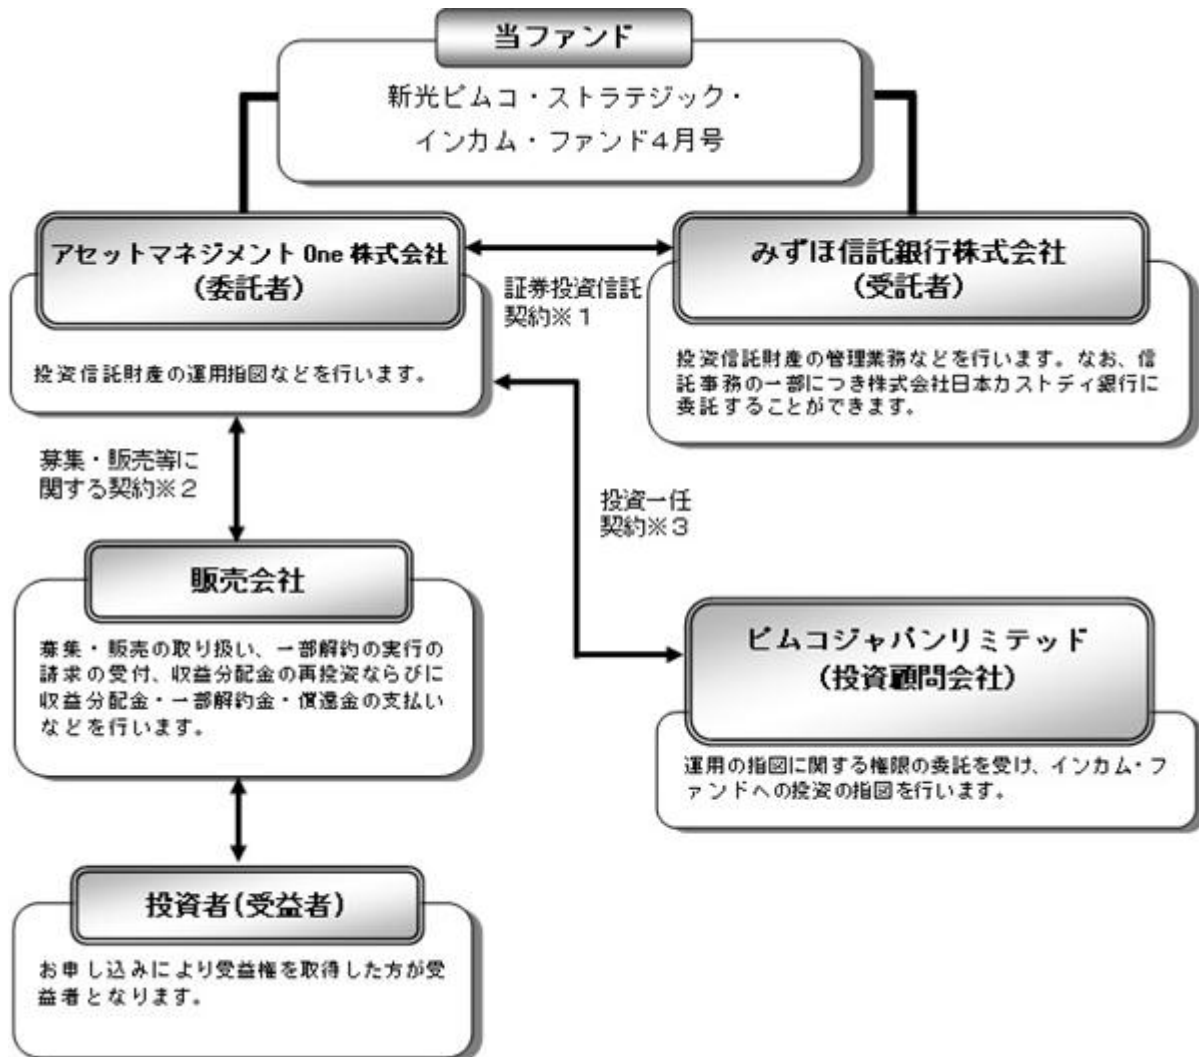 当ファンド
新光ピムコ・ストラテジック・
インカム・ファンド4月号
アセットマネジメント One 株式会社
(委託者)
投資信託財産の運用指図などを行います。
証券投資信託
契約※1
みずほ信託銀行株式会社
(受託者)
投資信託財産の管理業務などを行います。なお、信
託事務の一部につき株式会社日本カストディ銀行に
委託することができます。
募集・販売等に
関する契約※2
投資一任
契約※3
販売会社
募集・販売の取り扱い、一部解約の実行の
請求の受付、収益分配金の再投資ならびに
収益分配金・一部解約金・償還金の支払い
などを行います。
ピムコジャパンリミテッド
(投資顧問会社)
運用の指図に関する権限の委託を受け、インカム・フ
ァンドへの投資の指図を行います。
投資者(受益者)
お申し込みにより受益権を取得した方が受
益者となります。